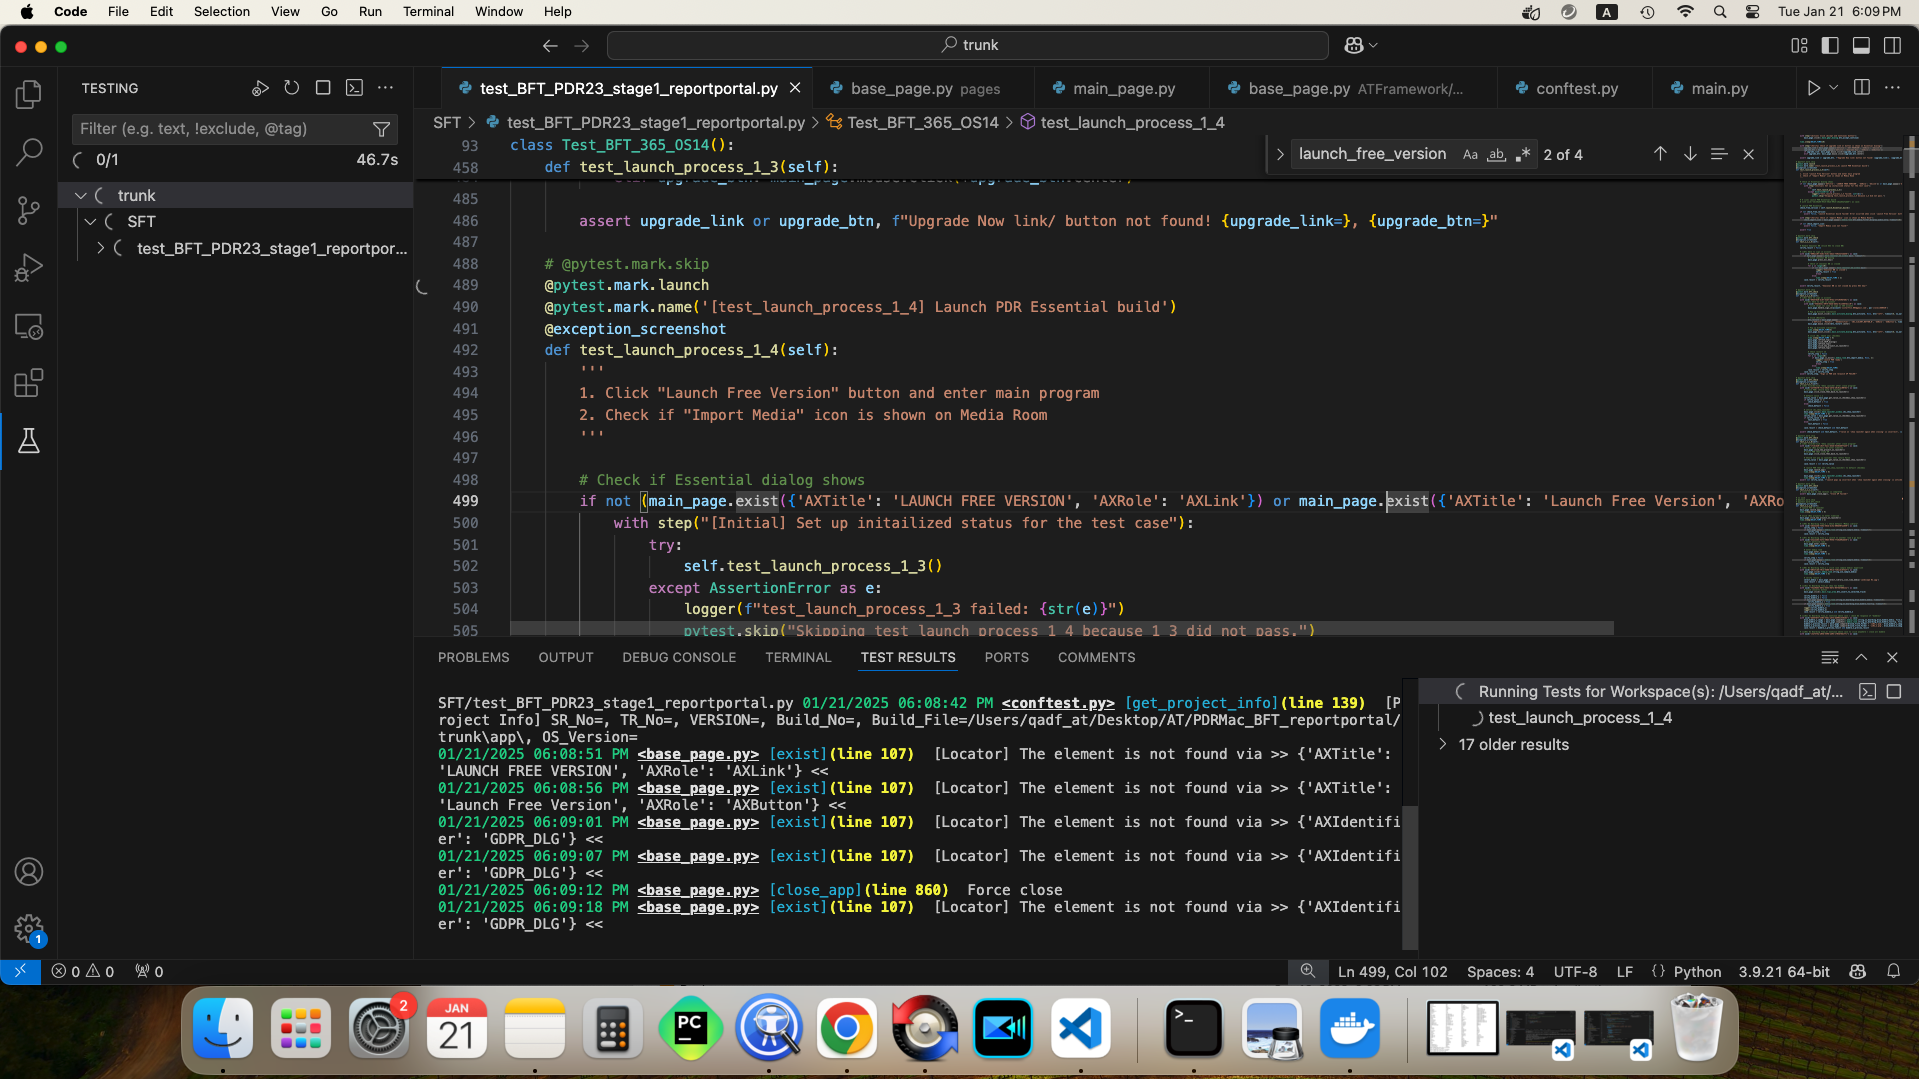 Code File Edit Selection View Go Run Terminal Window Help A Tue Jan 21 6:09 PM
trunk
TESTING
Filter (e.g. text, !exclude, @tag)
0/1 46.7s
trunk
SFT
test_BFT_PDR23_stage1_reportpor...
test_BFT_PDR23_stage1_reportportal.py base_page.py pages main_page.py base_page.py ATFramework/... conftest.py main.py
SFT > test_BFT_PDR23_stage1_reportportal.py > Test_BFT_365_OS14 > test_launch_process_1_4
launch_free_version Aa ab 2 of 4
93 class Test_BFT_365_OS14():
458 def test_launch_process_1_3(self):
485
486 assert upgrade_link or upgrade_btn, f"Upgrade Now link/ button not found! {upgrade_link=}, {upgrade_btn=}"
487
488 # @pytest.mark.skip
489 @pytest.mark.launch
490 @pytest.mark.name('[test_launch_process_1_4] Launch PDR Essential build')
491 @exception_screenshot
492 def test_launch_process_1_4(self):
493 '''
494 1. Click "Launch Free Version" button and enter main program
495 2. Check if "Import Media" icon is shown on Media Room
496 '''
497
498 # Check if Essential dialog shows
499 if not (main_page.exist({'AXTitle': 'LAUNCH FREE VERSION', 'AXRole': 'AXLink'}) or main_page.exist({'AXTitle': 'Launch Free Version', 'AXRo
500 with step("[Initial] Set up initailized status for the test case"):
501 try:
502 self.test_launch_process_1_3()
503 except AssertionError as e:
504 logger(f"test_launch_process_1_3 failed: {str(e)}")
505 pytest.skip("Skipping test_launch_process_1_4 because 1_3 did not pass.")
PROBLEMS OUTPUT DEBUG CONSOLE TERMINAL TEST RESULTS PORTS COMMENTS
SFT/test_BFT_PDR23_stage1_reportportal.py 01/21/2025 06:08:42 PM <conftest.py> [get_project_info](line 139) [P
roject Info] SR_No=, TR_No=, VERSION=, Build_No=, Build_File=/Users/qadf_at/Desktop/AT/PDRMac_BFT_reportportal/
trunk\app\, OS_Version=
01/21/2025 06:08:51 PM <base_page.py> [exist](line 107) [Locator] The element is not found via >> {'AXTitle':
'LAUNCH FREE VERSION', 'AXRole': 'AXLink'} <<
01/21/2025 06:08:56 PM <base_page.py> [exist](line 107) [Locator] The element is not found via >> {'AXTitle':
'Launch Free Version', 'AXRole': 'AXButton'} <<
01/21/2025 06:09:01 PM <base_page.py> [exist](line 107) [Locator] The element is not found via >> {'AXIdentifi
er': 'GDPR_DLG'} <<
01/21/2025 06:09:07 PM <base_page.py> [exist](line 107) [Locator] The element is not found via >> {'AXIdentifi
er': 'GDPR_DLG'} <<
01/21/2025 06:09:12 PM <base_page.py> [close_app](line 860) Force close
01/21/2025 06:09:18 PM <base_page.py> [exist](line 107) [Locator] The element is not found via >> {'AXIdentifi
er': 'GDPR_DLG'} <<
Running Tests for Workspace(s): /Users/qadf_at/...
test_launch_process_1_4
17 older results
1
0 0 0 Ln 499, Col 102 Spaces: 4 UTF-8 LF {} Python 3.9.21 64-bit
2
JAN
21
PC
>_